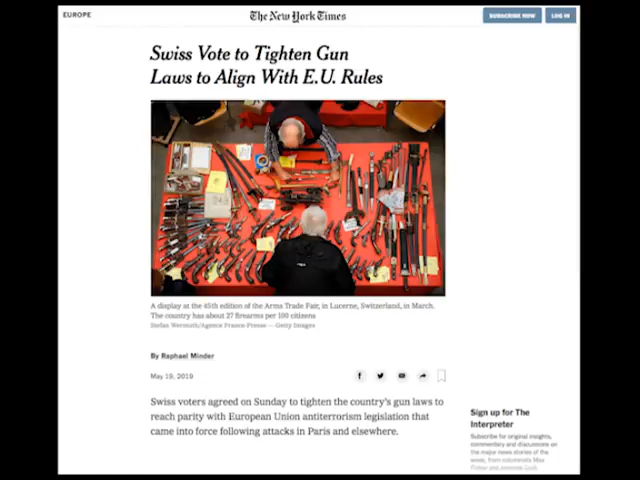 EUROPE
The New York Times
SUBSCRIBE NOW
LOG IN
Swiss Vote to Tighten Gun
Laws to Align With E.U. Rules
A display at the 45th edition of the Arms Trade Fair, in Lucerne, Switzerland, in March.
The country has about 27 firearms per 100 citizens
Stefan Wermuth/Agence France-Presse — Getty Images
By Raphael Minder
May 19, 2019
Swiss voters agreed on Sunday to tighten the country's gun laws to
reach parity with European Union antiterrorism legislation that
came into force following attacks in Paris and elsewhere.
Sign up for The
Interpreter
Subscribe for original insights,
commentary and discussions on
the major news stories of the
week, from columnists Max
Fisher and Amanda Taub.